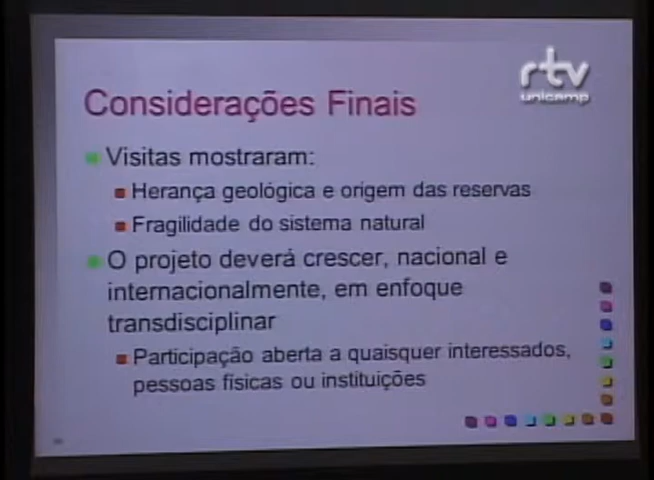 rtv
unicamp
Considerações Finais
Visitas mostraram:
Herança geológica e origem das reservas
Fragilidade do sistema natural
O projeto deverá crescer, nacional e
internacionalmente, em enfoque
transdisciplinar
Participação aberta a quaisquer interessados,
pessoas físicas ou instituições